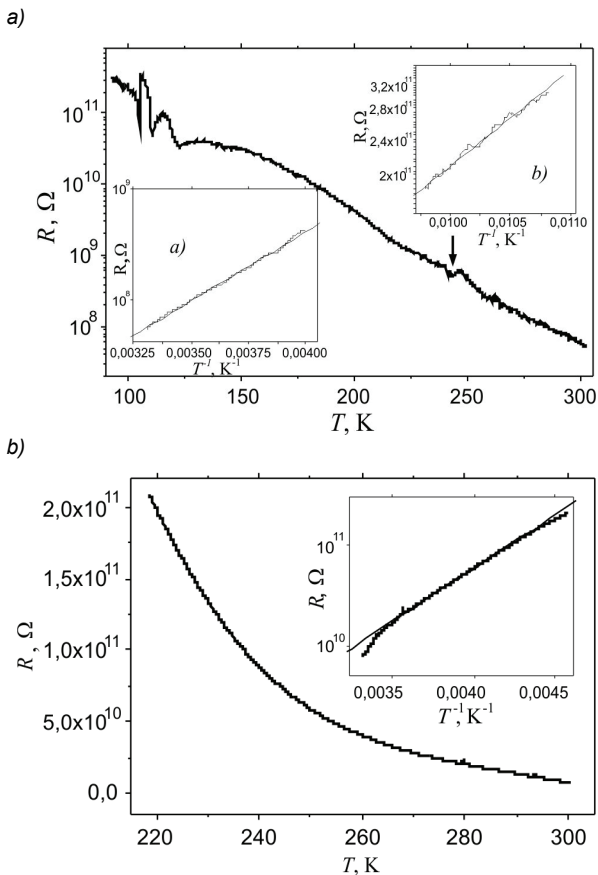 a)
10¹¹
10¹⁰
10⁹
10⁸
R, Ω
100
150
200
250
300
T, K
10⁹
10⁸
R, Ω
a)
0,00325
0,00350
0,00375
0,00400
T⁻¹, K⁻¹
3,2x10¹¹
2,8x10¹¹
2,4x10¹¹
2x10¹¹
R, Ω
b)
0,0100
0,0105
0,0110
T⁻¹, K⁻¹
b)
2,0x10¹¹
1,5x10¹¹
1,0x10¹¹
5,0x10¹⁰
0,0
R, Ω
220
240
260
280
300
T, K
10¹¹
10¹⁰
R, Ω
0,0035
0,0040
0,0045
T⁻¹ K⁻¹